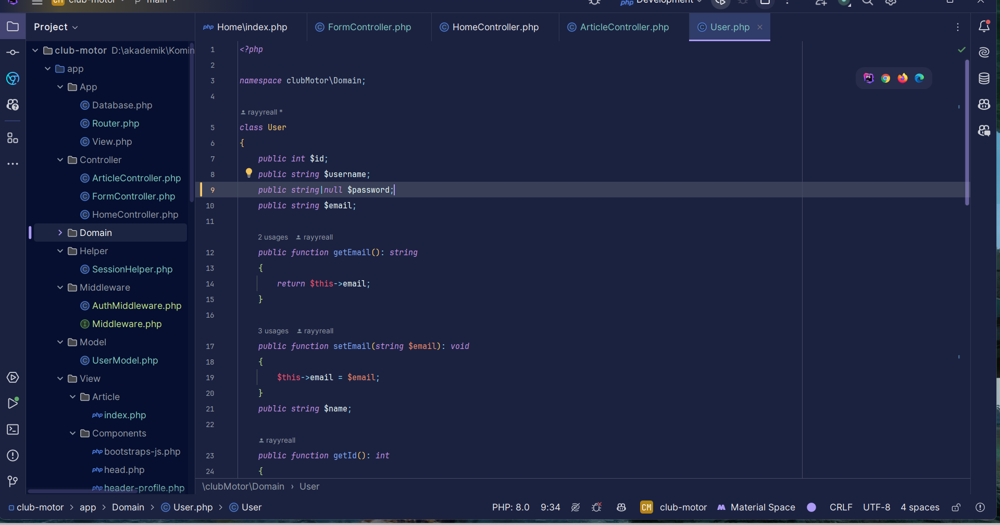 CM club-motor main
php Development
Project
php Home\index.php
C FormController.php
C HomeController.php
C ArticleController.php
C User.php
club-motor D:\akademik\Komin
app
App
C Database.php
C Router.php
C View.php
Controller
C ArticleController.php
C FormController.php
C HomeController.php
Domain
Helper
C SessionHelper.php
Middleware
C AuthMiddleware.php
I Middleware.php
Model
C UserModel.php
View
Article
php index.php
Components
php bootstraps-js.php
php head.php
php header-profile.php
1 <?php
2
3 namespace clubMotor\Domain;
4
rayyreall *
5 class User
6 {
7 public int $id;
8 public string $username;
9 public string|null $password;
10 public string $email;
11
2 usages rayyreall
12 public function getEmail(): string
13 {
14 return $this->email;
15 }
16
3 usages rayyreall
17 public function setEmail(string $email): void
18 {
19 $this->email = $email;
20 }
21 public string $name;
22
rayyreall
23 public function getId(): int
24 {
PS
\clubMotor\Domain › User
club-motor > app > Domain > C User.php > C User
PHP: 8.0 9:34 CM club-motor Material Space CRLF UTF-8 4 spaces